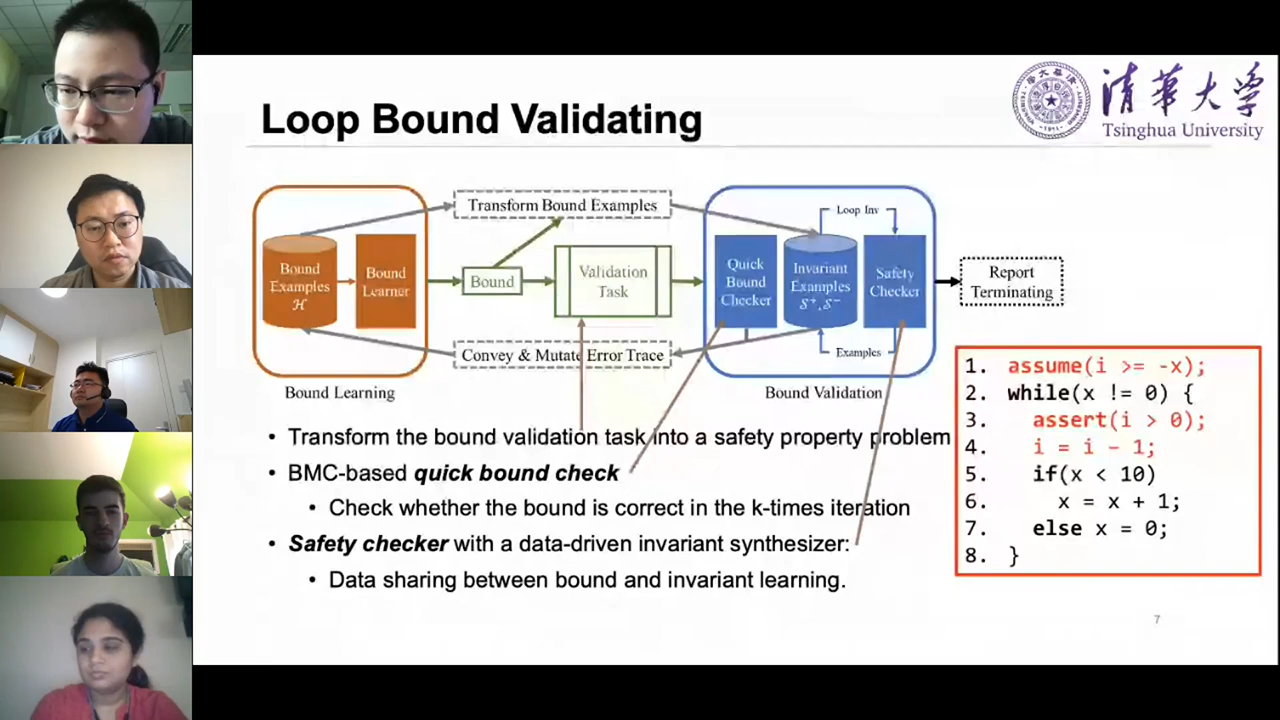 Loop Bound Validating
清华大学
Tsinghua University
Transform Bound Examples
Loop Inv
Bound
Examples
ℋ
Bound
Learner
Bound
Validation
Task
Quick
Bound
Checker
Invariant
Examples
𝒮⁺, 𝒮⁻
Safety
Checker
Report
Terminating
Convey & Mutate Error Trace
Examples
Bound Learning
Bound Validation
• Transform the bound validation task into a safety property problem
• BMC-based quick bound check
• Check whether the bound is correct in the k-times iteration
• Safety checker with a data-driven invariant synthesizer:
• Data sharing between bound and invariant learning.
1. assume(i >= -x);
2. while(x != 0) {
3. assert(i > 0);
4. i = i - 1;
5. if(x < 10)
6. x = x + 1;
7. else x = 0;
8. }
7